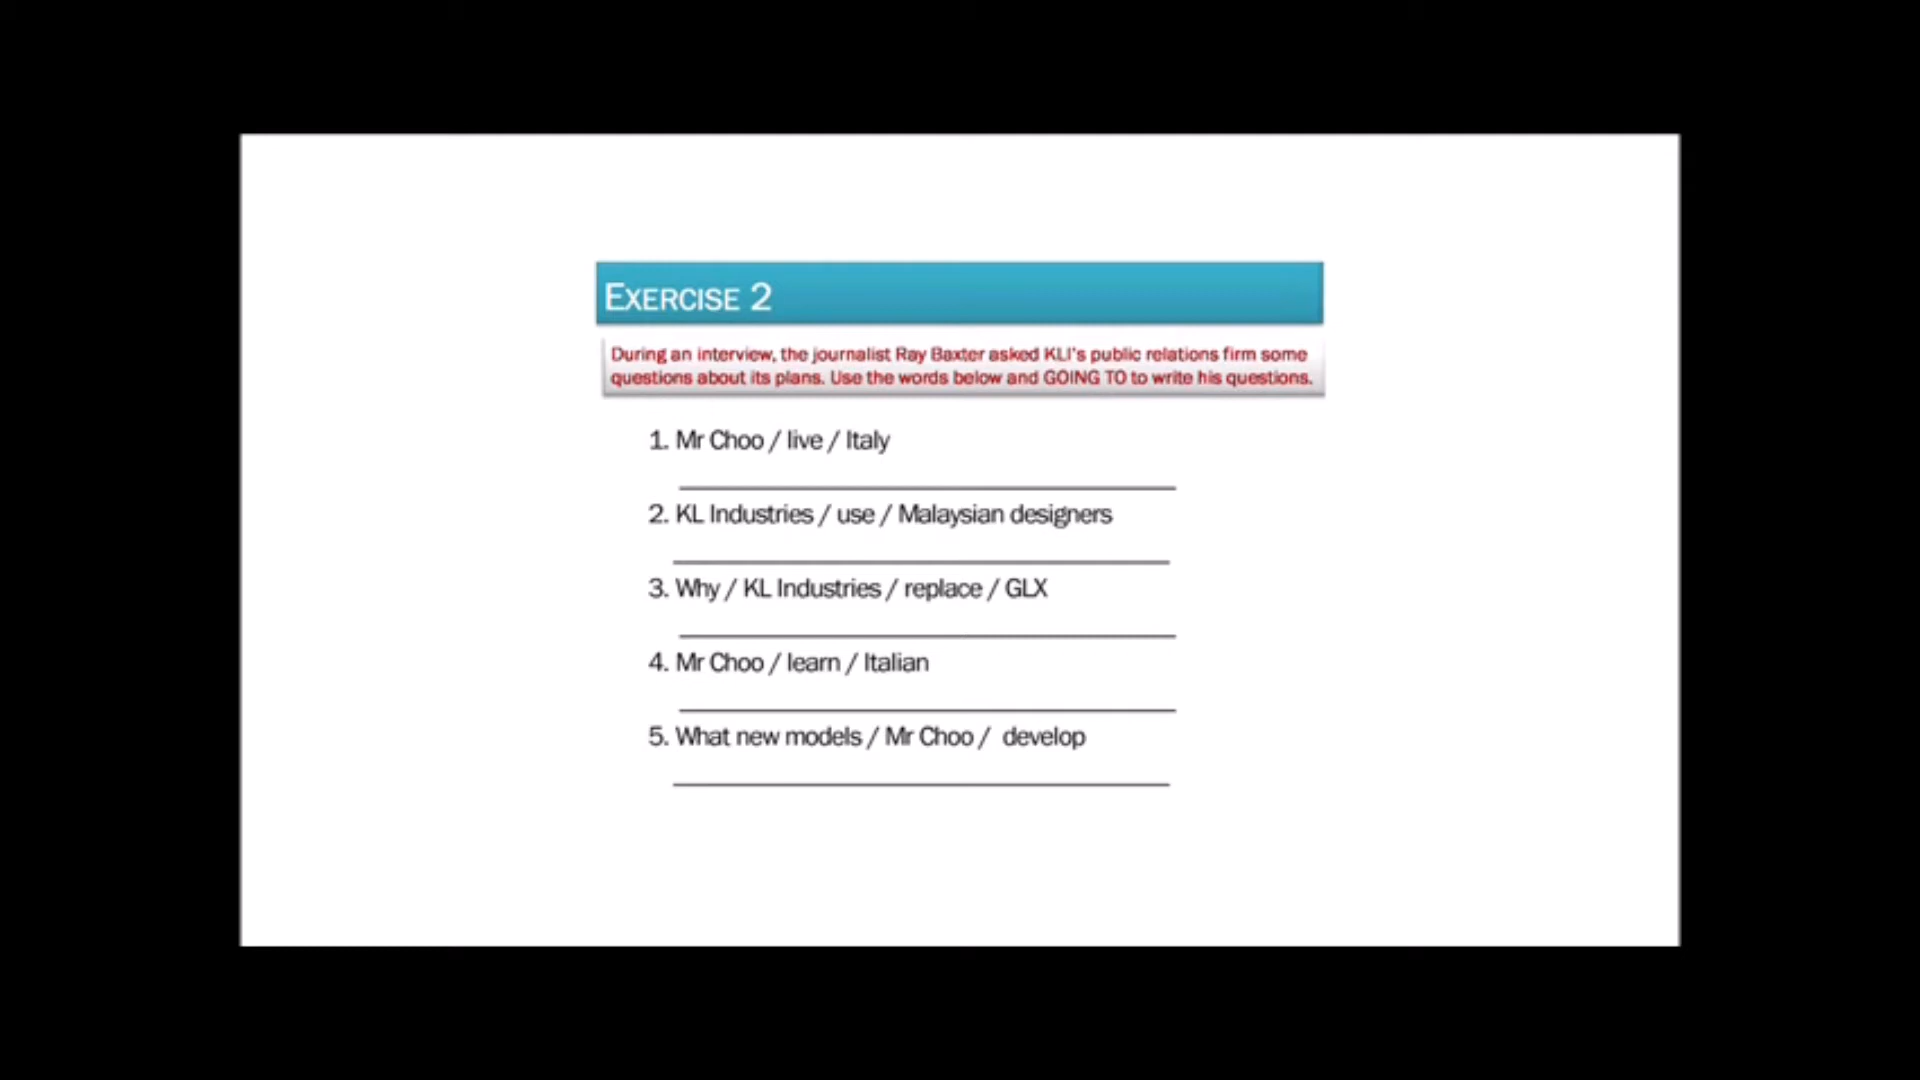 EXERCISE 2
During an interview, the journalist Ray Baxter asked KLI's public relations firm some
questions about its plans. Use the words below and GOING TO to write his questions.
1. Mr Choo / live / Italy
2. KL Industries / use / Malaysian designers
3. Why / KL Industries / replace / GLX
4. Mr Choo / learn / Italian
5. What new models / Mr Choo / develop